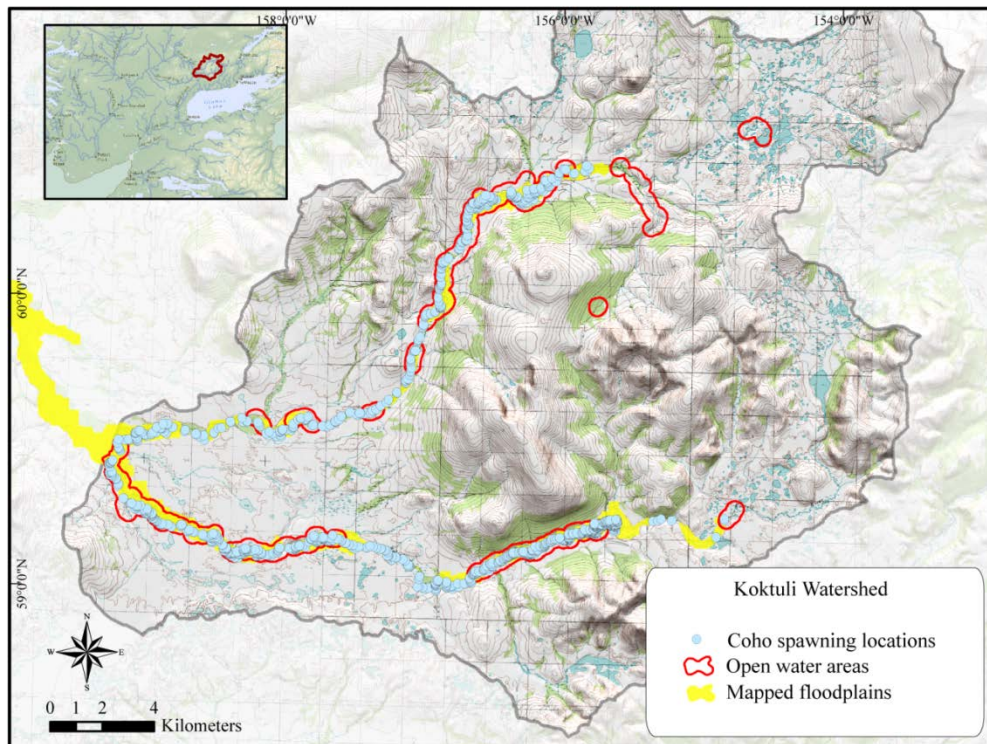 158°0'0"W
156°0'0"W
154°0'0"W
60°0'0"N
59°0'0"N
N
W
E
S
0 1 2 4
Kilometers
Koktuli Watershed
Coho spawning locations
Open water areas
Mapped floodplains